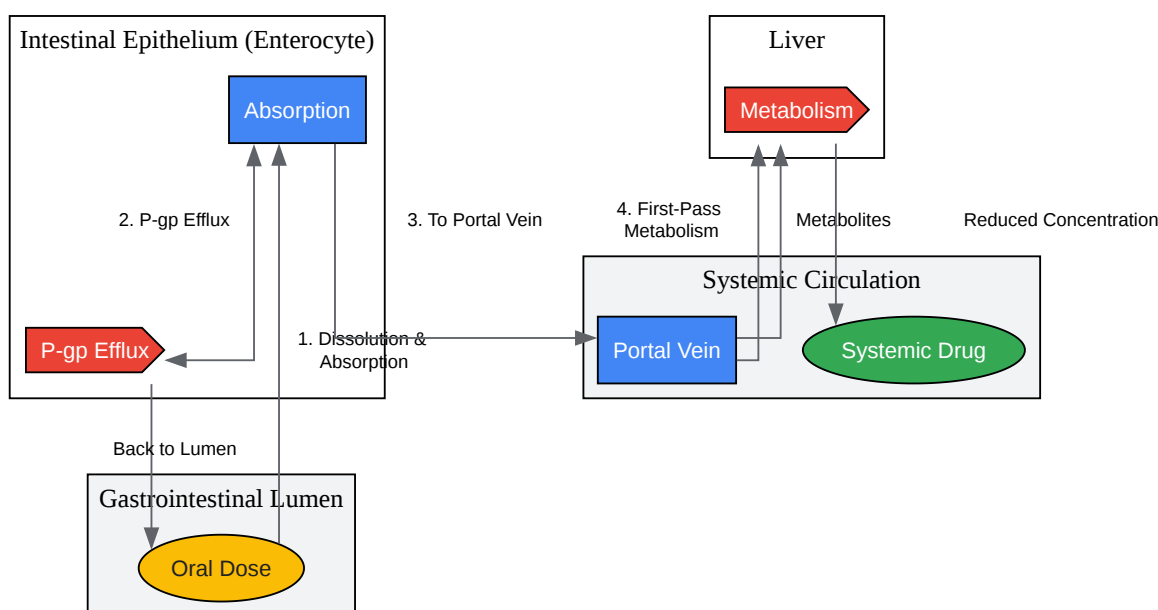 Intestinal Epithelium (Enterocyte)
Liver
Absorption
Metabolism
2. P-gp Efflux
3. To Portal Vein
4. First-Pass
Metabolism
Metabolites
Reduced Concentration
Systemic Circulation
P-gp Efflux
1. Dissolution &
Absorption
Portal Vein
Systemic Drug
Back to Lumen
Gastrointestinal Lumen
Oral Dose